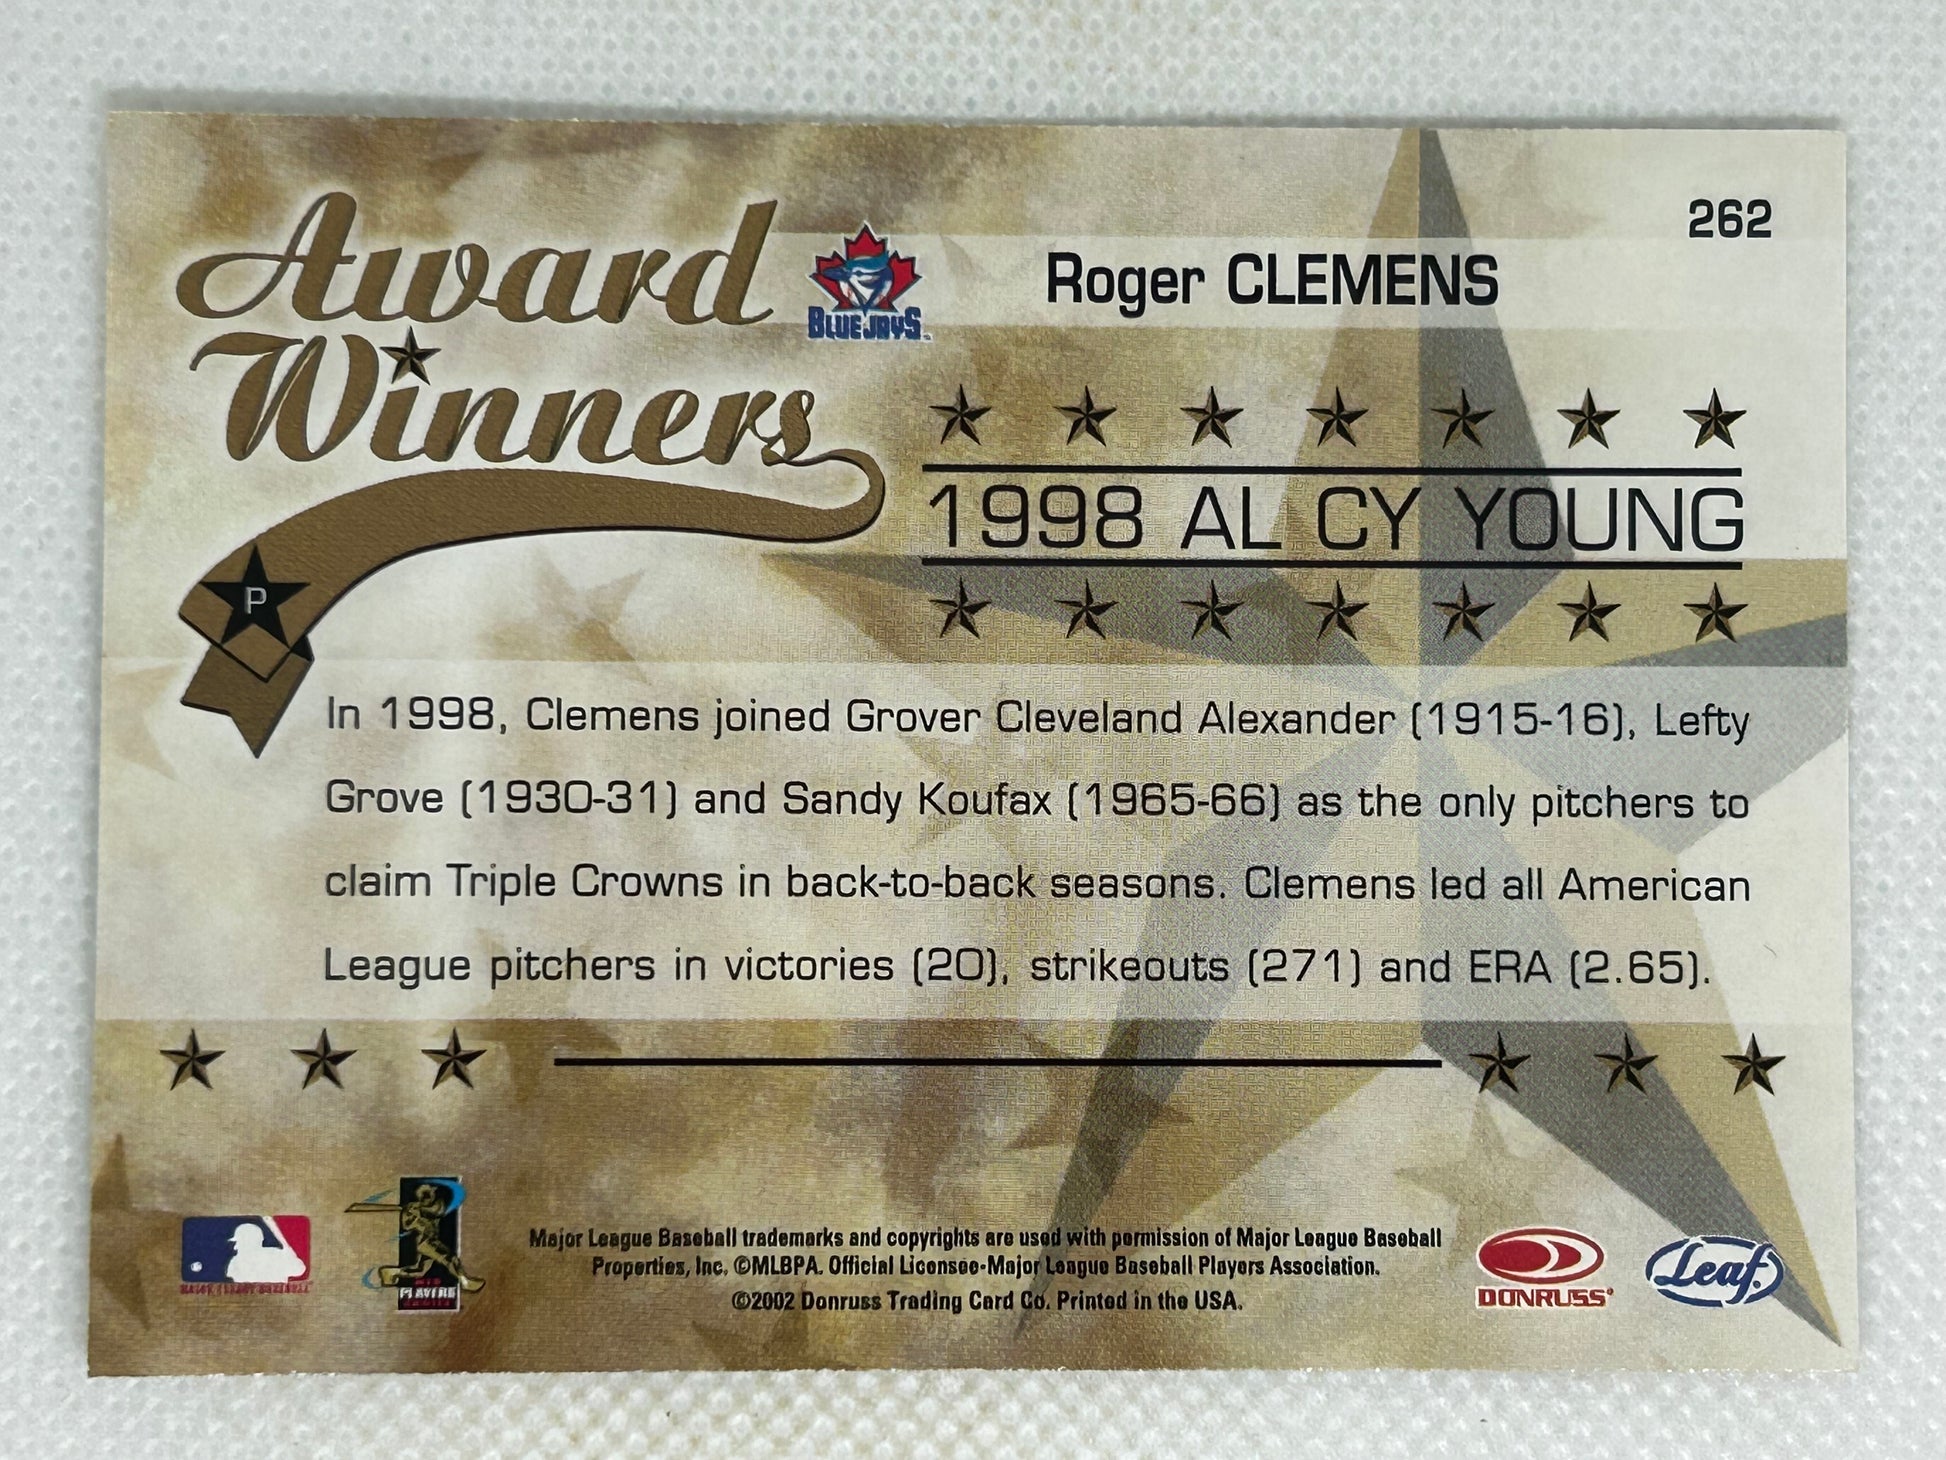 262
Award
Winners
BLUE JAYS
Roger CLEMENS
1998 AL CY YOUNG
P
In 1998, Clemens joined Grover Cleveland Alexander (1915-16), Lefty
Grove (1930-31) and Sandy Koufax (1965-66) as the only pitchers to
claim Triple Crowns in back-to-back seasons. Clemens led all American
League pitchers in victories (20), strikeouts (271) and ERA (2.65).
MAJOR LEAGUE BASEBALL
PLAYERS
Major League Baseball trademarks and copyrights are used with permission of Major League Baseball
Properties, Inc. ©MLBPA. Official Licensee-Major League Baseball Players Association.
©2002 Donruss Trading Card Co. Printed in the USA.
DONRUSS
Leaf